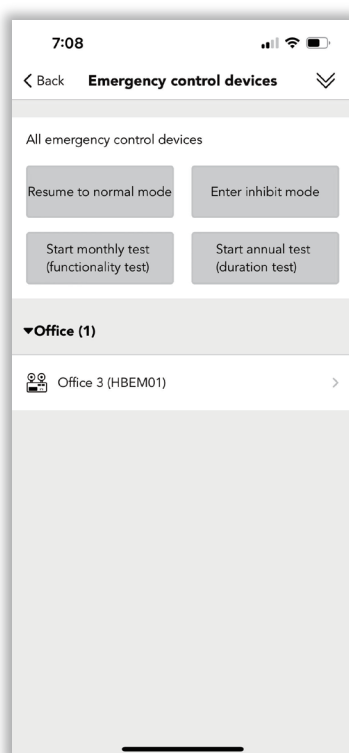 7:08
Back Emergency control devices
All emergency control devices
Resume to normal mode
Enter inhibit mode
Start monthly test
(functionality test)
Start annual test
(duration test)
Office (1)
Office 3 (HBEM01)